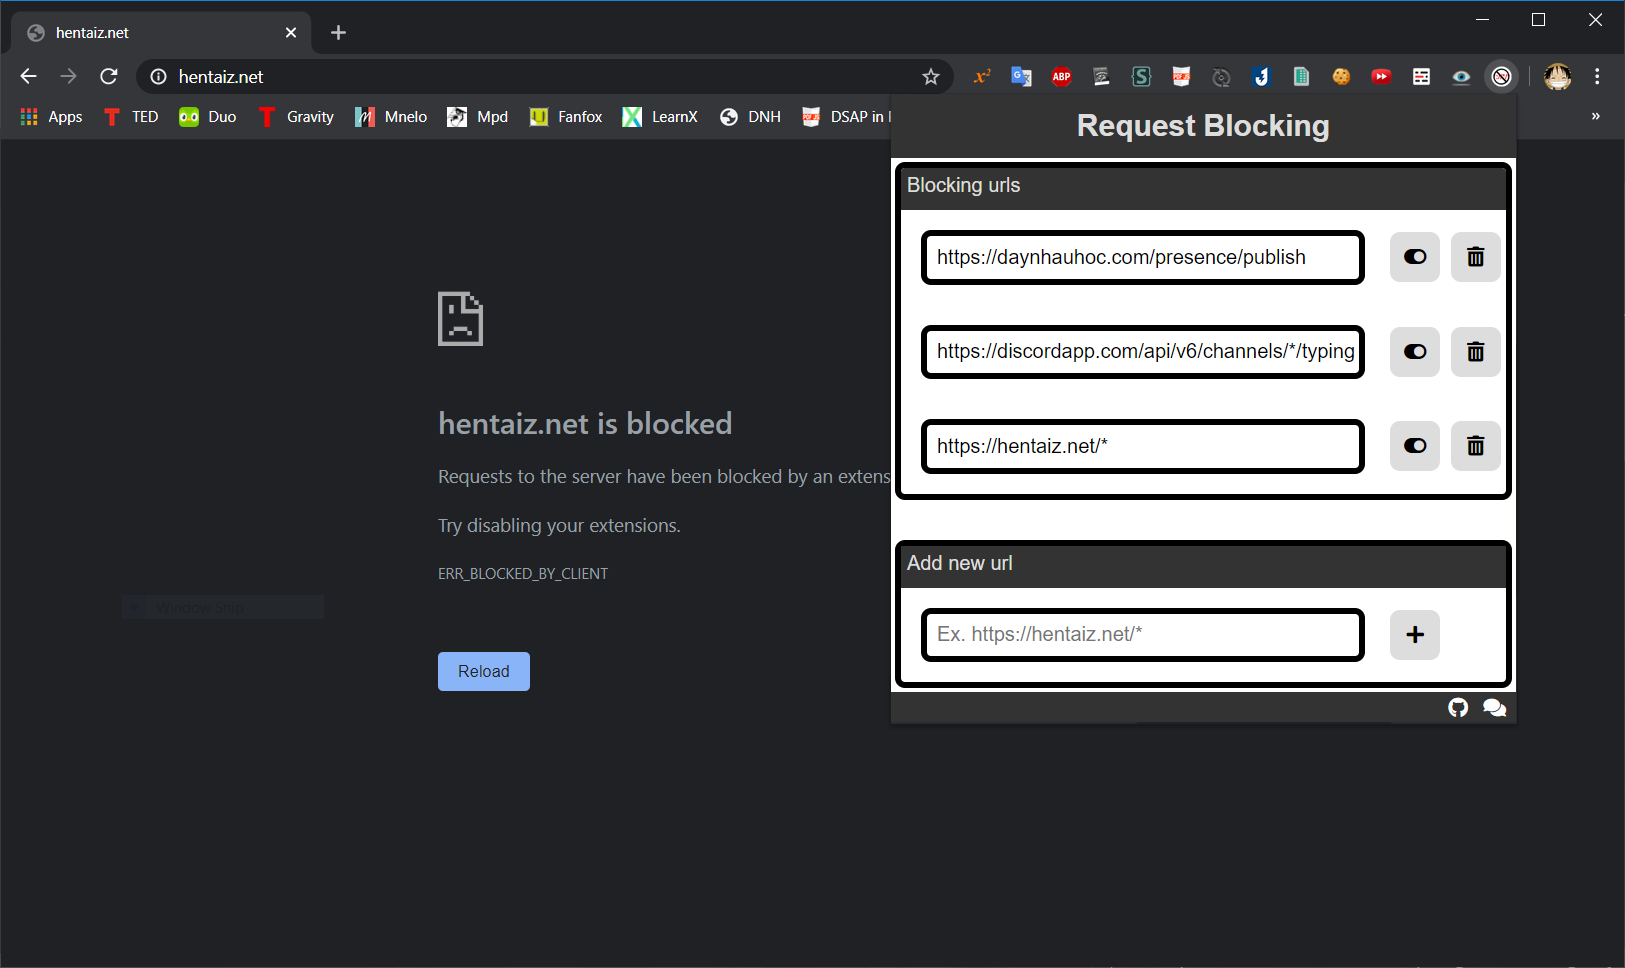 hentaiz.net
hentaiz.net
ABP
Apps TED Duo Gravity Mnelo Mpd Fanfox LearnX DNH DSAP in
Request Blocking
Blocking urls
https://daynhauhoc.com/presence/publish
https://discordapp.com/api/v6/channels/*/typing
https://hentaiz.net/*
Add new url
Ex. https://hentaiz.net/*
hentaiz.net is blocked
Requests to the server have been blocked by an extens
Try disabling your extensions.
ERR_BLOCKED_BY_CLIENT
Window Snip
Reload